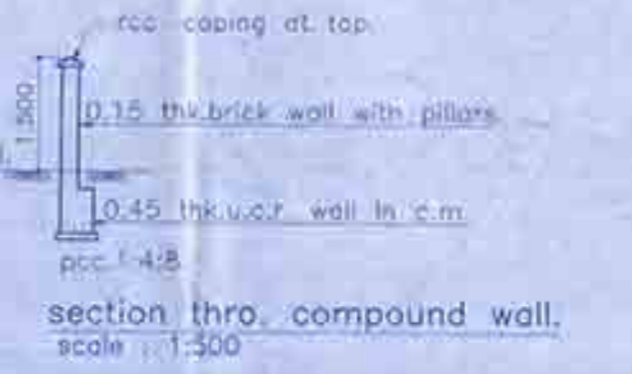 rcc coping at top.
1.500
0.15 thk.brick wall with pillars
0.45 thk.u.c.r. wall in c.m.
pcc 1:4:8
section thro. compound wall.
scale : 1:500